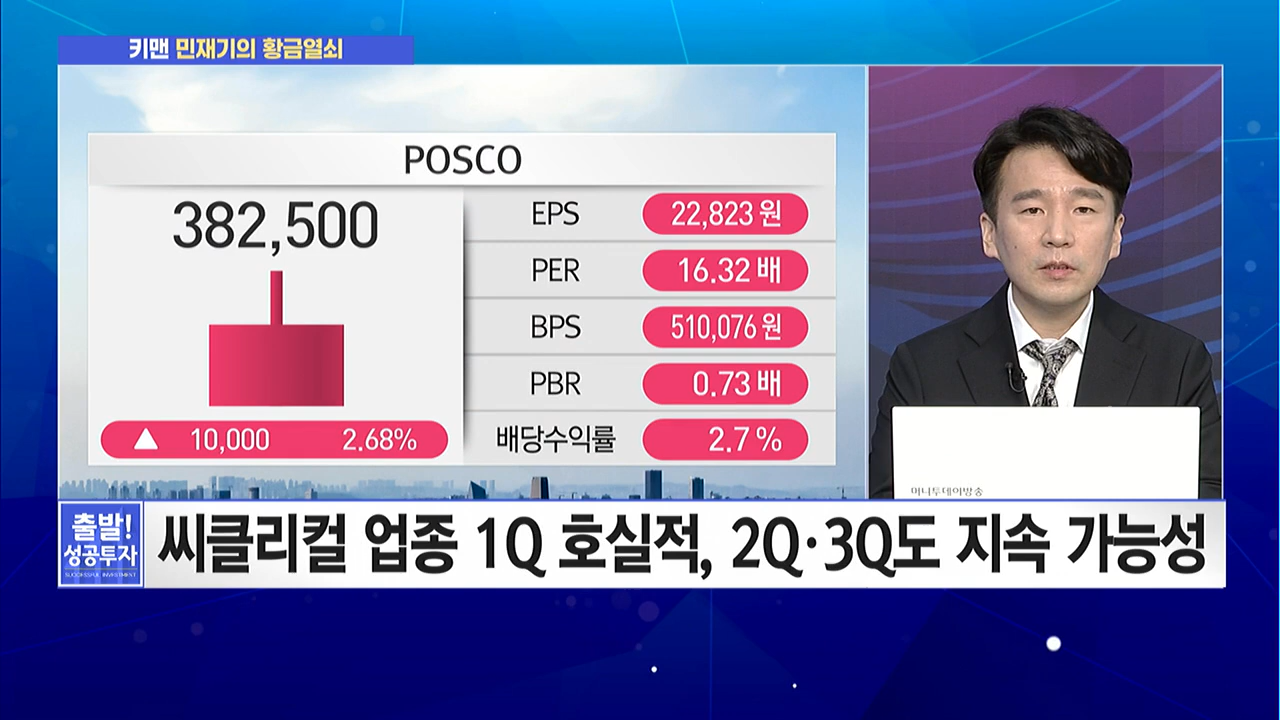 키맨 민재기의 황금열쇠
POSCO
382,500
▲ 10,000 2.68%
EPS 22,823 원
PER 16.32 배
BPS 510,076 원
PBR 0.73 배
배당수익률 2.7 %
머니투데이방송
출발!
성공투자
SUCCESSFUL INVESTMENT
씨클리컬 업종 1Q 호실적, 2Q·3Q도 지속 가능성